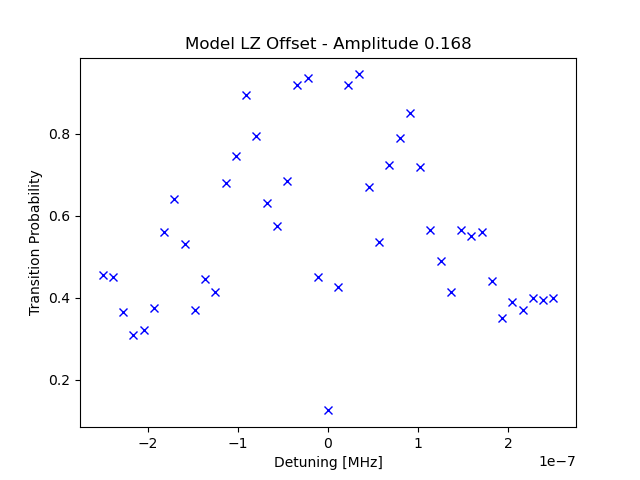 Model LZ Offset - Amplitude 0.168
Transition Probability
0.8
0.6
0.4
0.2
−2
−1
0
1
2
1e−7
Detuning [MHz]